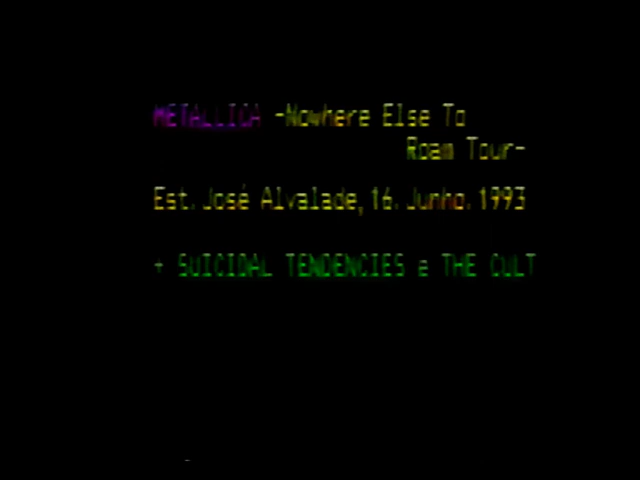 METALLICA -Nowhere Else To
Roam Tour-
Est. José Alvalade, 16. Junho. 1993
+ SUICIDAL TENDENCIES e THE CULT